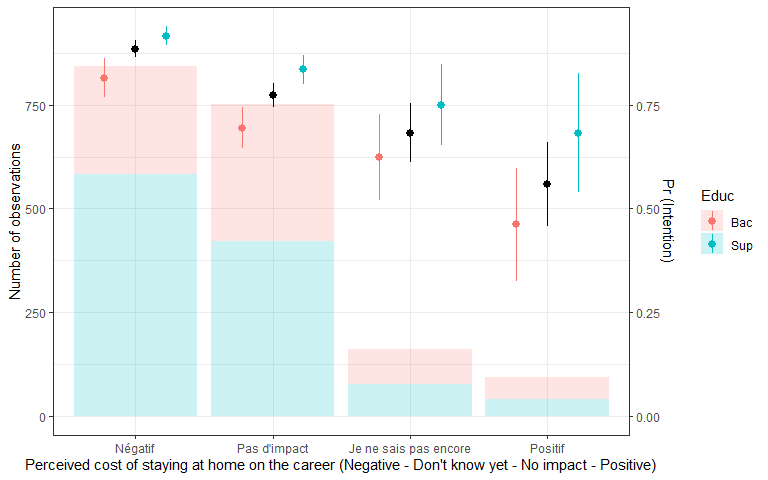 Number of observations
750
500
250
0
0.75
0.50
0.25
0.00
Pr (Intention)
Educ
Bac
Sup
Négatif
Pas d'impact
Je ne sais pas encore
Positif
Perceived cost of staying at home on the career (Negative - Don't know yet - No impact - Positive)